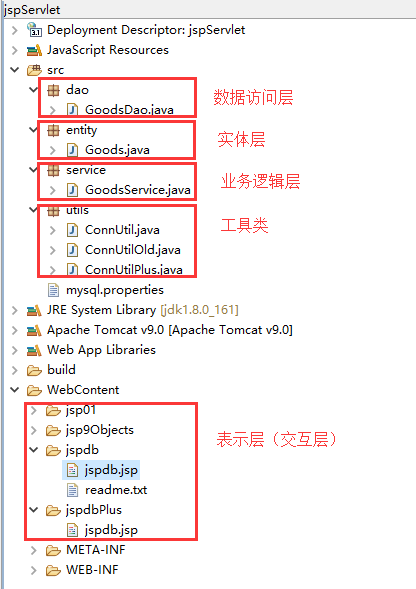 jspServlet
Deployment Descriptor: jspServlet
JavaScript Resources
src
dao
GoodsDao.java
数据访问层
entity
Goods.java
实体层
service
GoodsService.java
业务逻辑层
utils
工具类
ConnUtil.java
ConnUtilOld.java
ConnUtilPlus.java
mysql.properties
JRE System Library [jdk1.8.0_161]
Apache Tomcat v9.0 [Apache Tomcat v9.0]
Web App Libraries
build
WebContent
jsp01
jsp9Objects
表示层（交互层）
jspdb
jspdb.jsp
readme.txt
jspdbPlus
jspdb.jsp
META-INF
WEB-INF